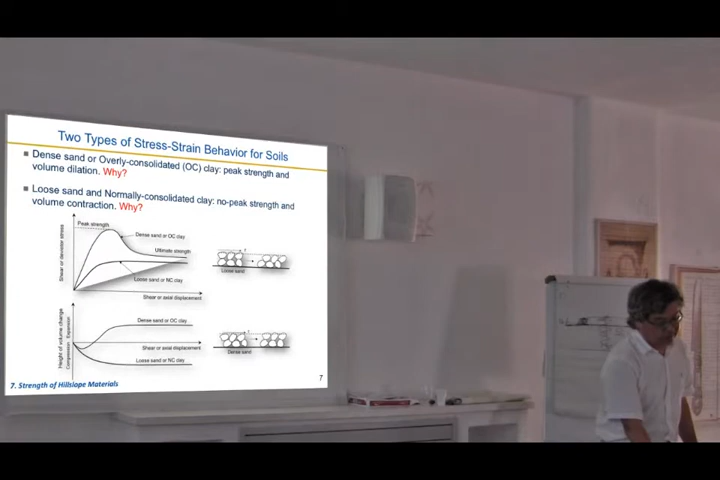 Two Types of Stress-Strain Behavior for Soils
Dense sand or Overly-consolidated (OC) clay: peak strength and
volume dilation. Why?
Loose sand and Normally-consolidated clay: no-peak strength and
volume contraction. Why?
Peak strength
Dense sand or OC clay
Ultimate strength
Shear or deviator stress
Loose sand or NC clay
Shear or axial displacement
Loose sand
Height of volume change
Compression Expansion
Dense sand or OC clay
Shear or axial displacement
Loose sand or NC clay
Dense sand
7. Strength of Hillslope Materials
7